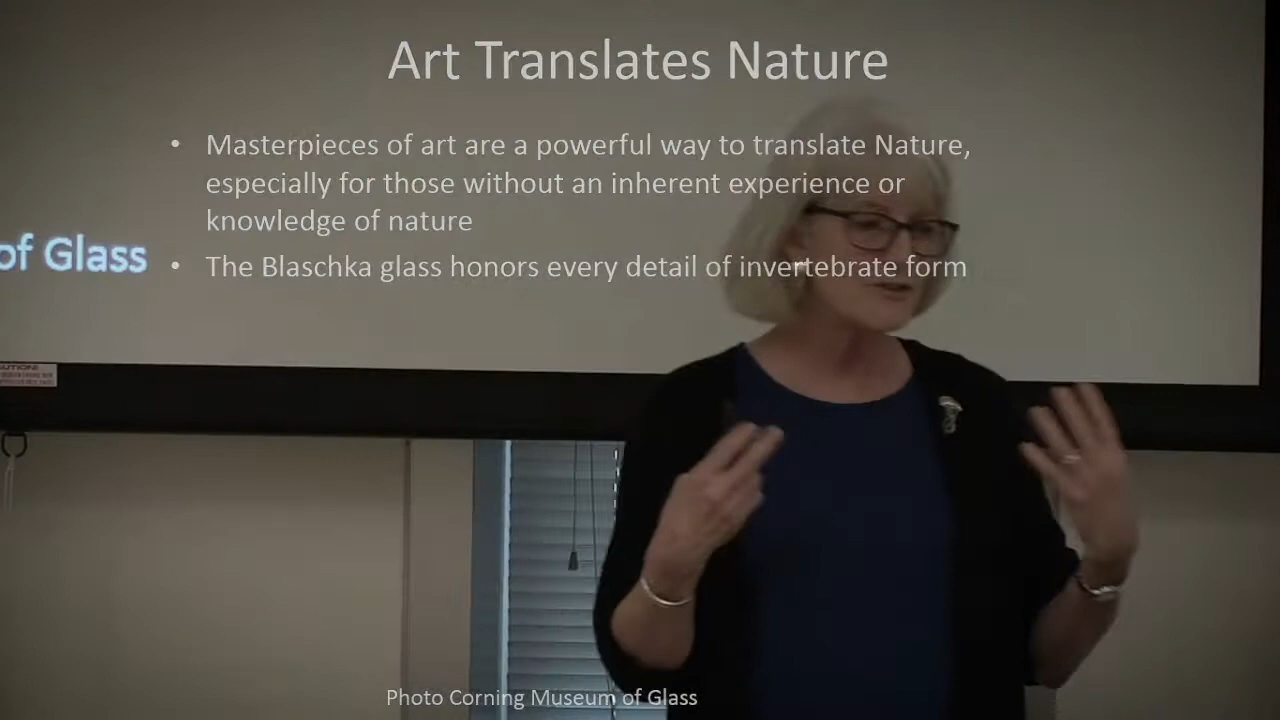 Art Translates Nature
• Masterpieces of art are a powerful way to translate Nature,
especially for those without an inherent experience or
knowledge of nature
of Glass
• The Blaschka glass honors every detail of invertebrate form
Photo Corning Museum of Glass